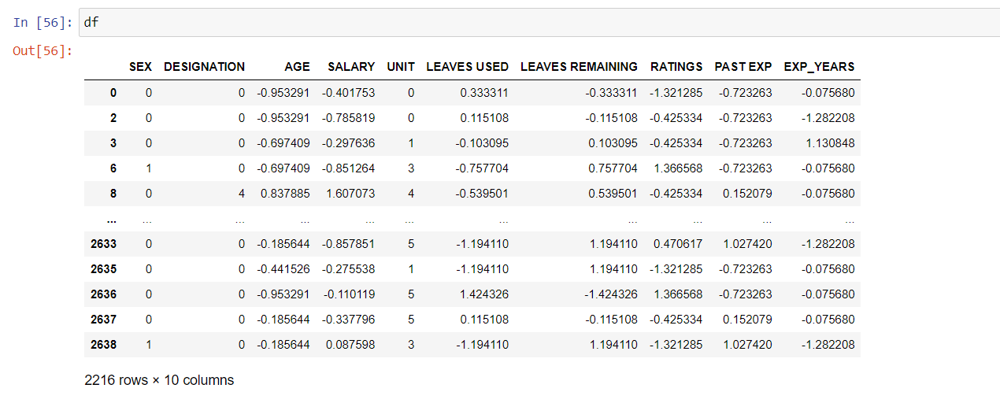 In [56]: df
Out[56]:
SEX DESIGNATION AGE SALARY UNIT LEAVES USED LEAVES REMAINING RATINGS PAST EXP EXP_YEARS
0 0 0 -0.953291 -0.401753 0 0.333311 -0.333311 -1.321285 -0.723263 -0.075680
2 0 0 -0.953291 -0.785819 0 0.115108 -0.115108 -0.425334 -0.723263 -1.282208
3 0 0 -0.697409 -0.297636 1 -0.103095 0.103095 -0.425334 -0.723263 1.130848
6 1 0 -0.697409 -0.851264 3 -0.757704 0.757704 1.366568 -0.723263 -0.075680
8 0 4 0.837885 1.607073 4 -0.539501 0.539501 -0.425334 0.152079 -0.075680
... ... ... ... ... ... ... ... ... ... ...
2633 0 0 -0.185644 -0.857851 5 -1.194110 1.194110 0.470617 1.027420 -1.282208
2635 0 0 -0.441526 -0.275538 1 -1.194110 1.194110 -1.321285 -0.723263 -0.075680
2636 0 0 -0.953291 -0.110119 5 1.424326 -1.424326 1.366568 -0.723263 -0.075680
2637 0 0 -0.185644 -0.337796 5 0.115108 -0.115108 -0.425334 0.152079 -0.075680
2638 1 0 -0.185644 0.087598 3 -1.194110 1.194110 -1.321285 1.027420 -1.282208
2216 rows × 10 columns